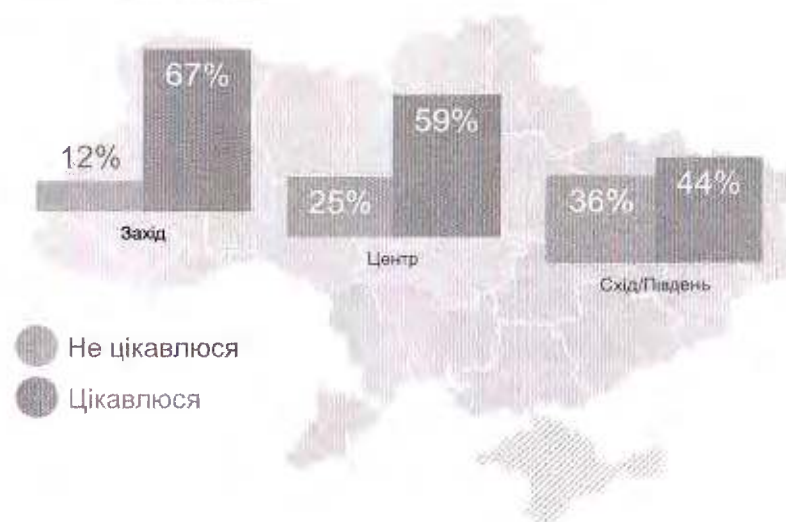 67%
12%
Захід
59%
25%
Центр
44%
36%
Схід/Південь
Не цікавлюся
Цікавлюся